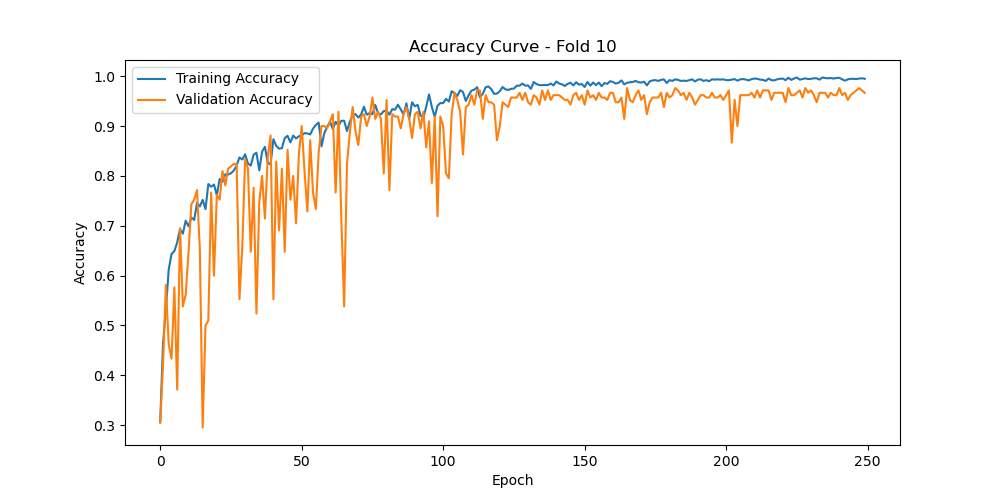 Accuracy Curve - Fold 10
Training Accuracy
Validation Accuracy
1.0
0.9
0.8
0.7
0.6
0.5
0.4
0.3
Accuracy
0
50
100
150
200
250
Epoch